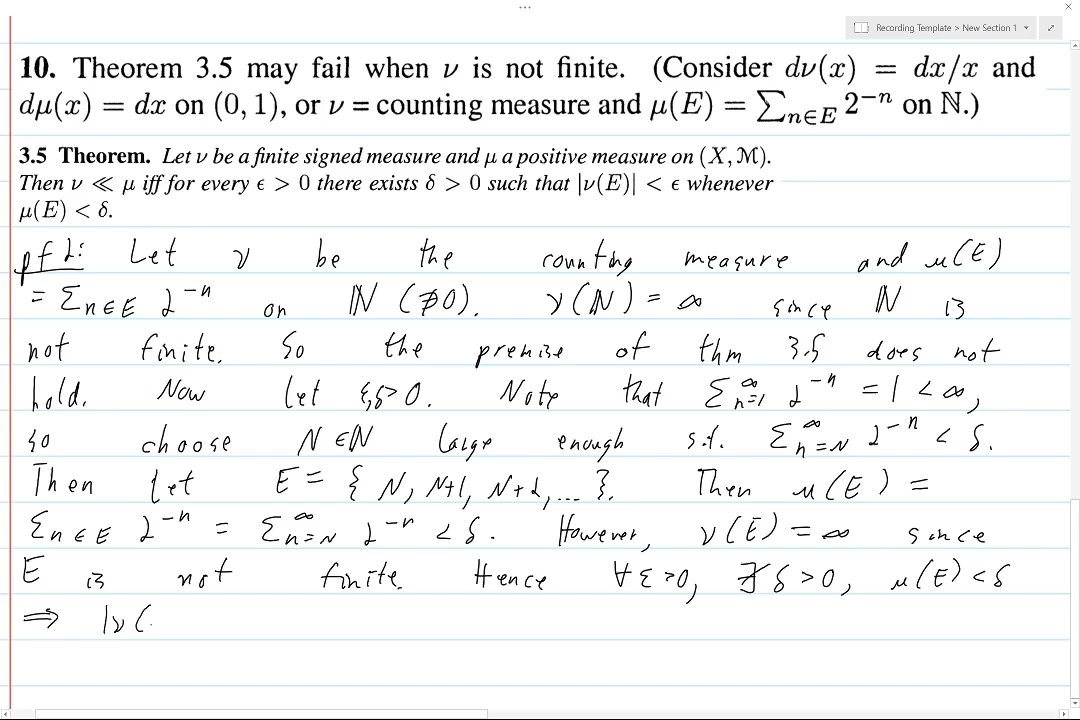 Recording Template > New Section 1
10. Theorem 3.5 may fail when ν is not finite. (Consider dν(x) = dx/x and
dμ(x) = dx on (0, 1), or ν = counting measure and μ(E) = ∑_{n∈E} 2^{-n} on ℕ.)
3.5 Theorem. Let ν be a finite signed measure and μ a positive measure on (X, M).
Then ν ≪ μ iff for every ϵ > 0 there exists δ > 0 such that |ν(E)| < ϵ whenever
μ(E) < δ.
pf 2: Let ν be the counting measure and μ(E)
= Σ_{n∈E} 2^{-n} on ℕ (∌0). ν(ℕ) = ∞ since ℕ is
not finite. So the premise of thm 3.5 does not
hold. Now let ε,δ>0. Note that Σ_{n=1}^∞ 2^{-n} = 1 < ∞,
so choose N∈ℕ large enough s.t. Σ_{n=N}^∞ 2^{-n} < δ.
Then let E = {N, N+1, N+2, ...}. Then μ(E) =
Σ_{n∈E} 2^{-n} = Σ_{n=N}^∞ 2^{-n} < δ. However, ν(E) = ∞ since
E is not finite. Hence ∀ε>0, ∄δ>0, μ(E)<δ
⟹ |ν(